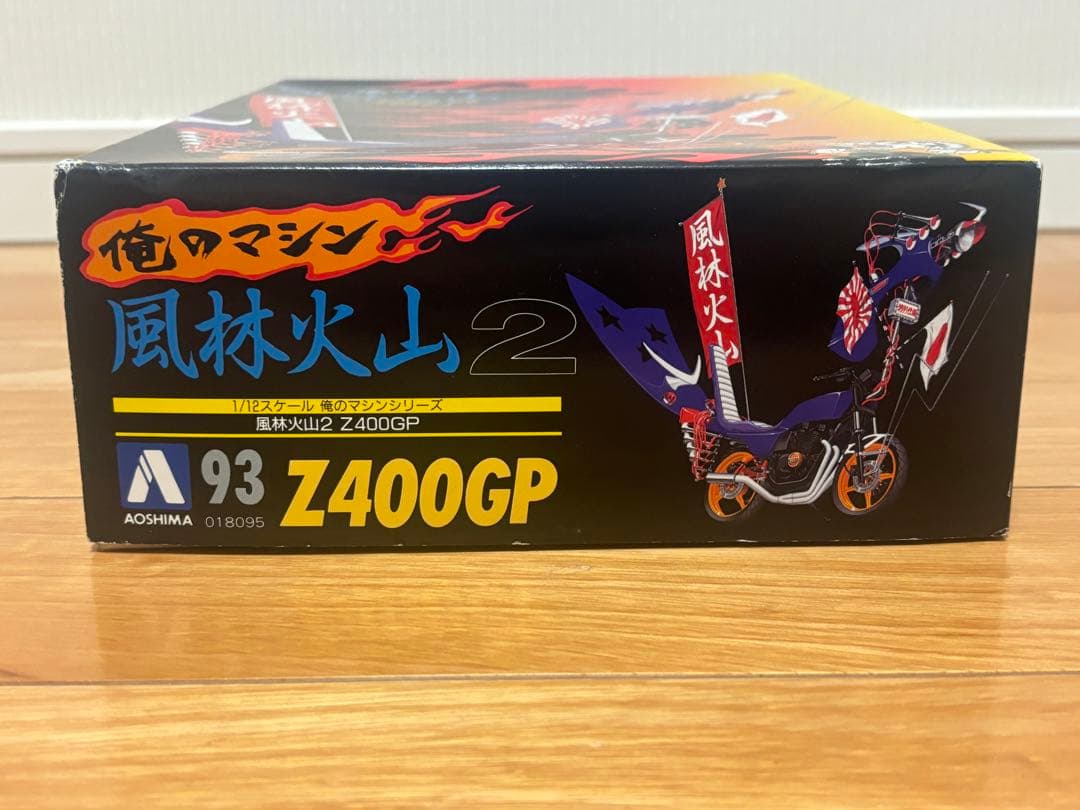 俺のマシン
風林火山2
1/12スケール 俺のマシンシリーズ
風林火山2 Z400GP
AOSHIMA
93
018095
Z400GP
風林火山